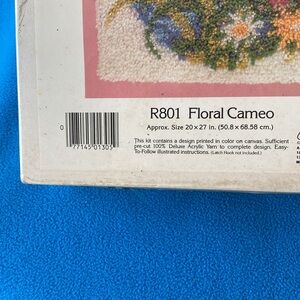 R801 Floral Cameo
Approx. Size 20 x 27 in. (50.8 x 68.58 cm.)
This kit contains a design printed in color on canvas. Sufficient
pre-cut 100% Deluxe Acrylic Yarn to complete design. Easy-
To-Follow illustrated instructions. (Latch Hook not included.)
0 77145 01305